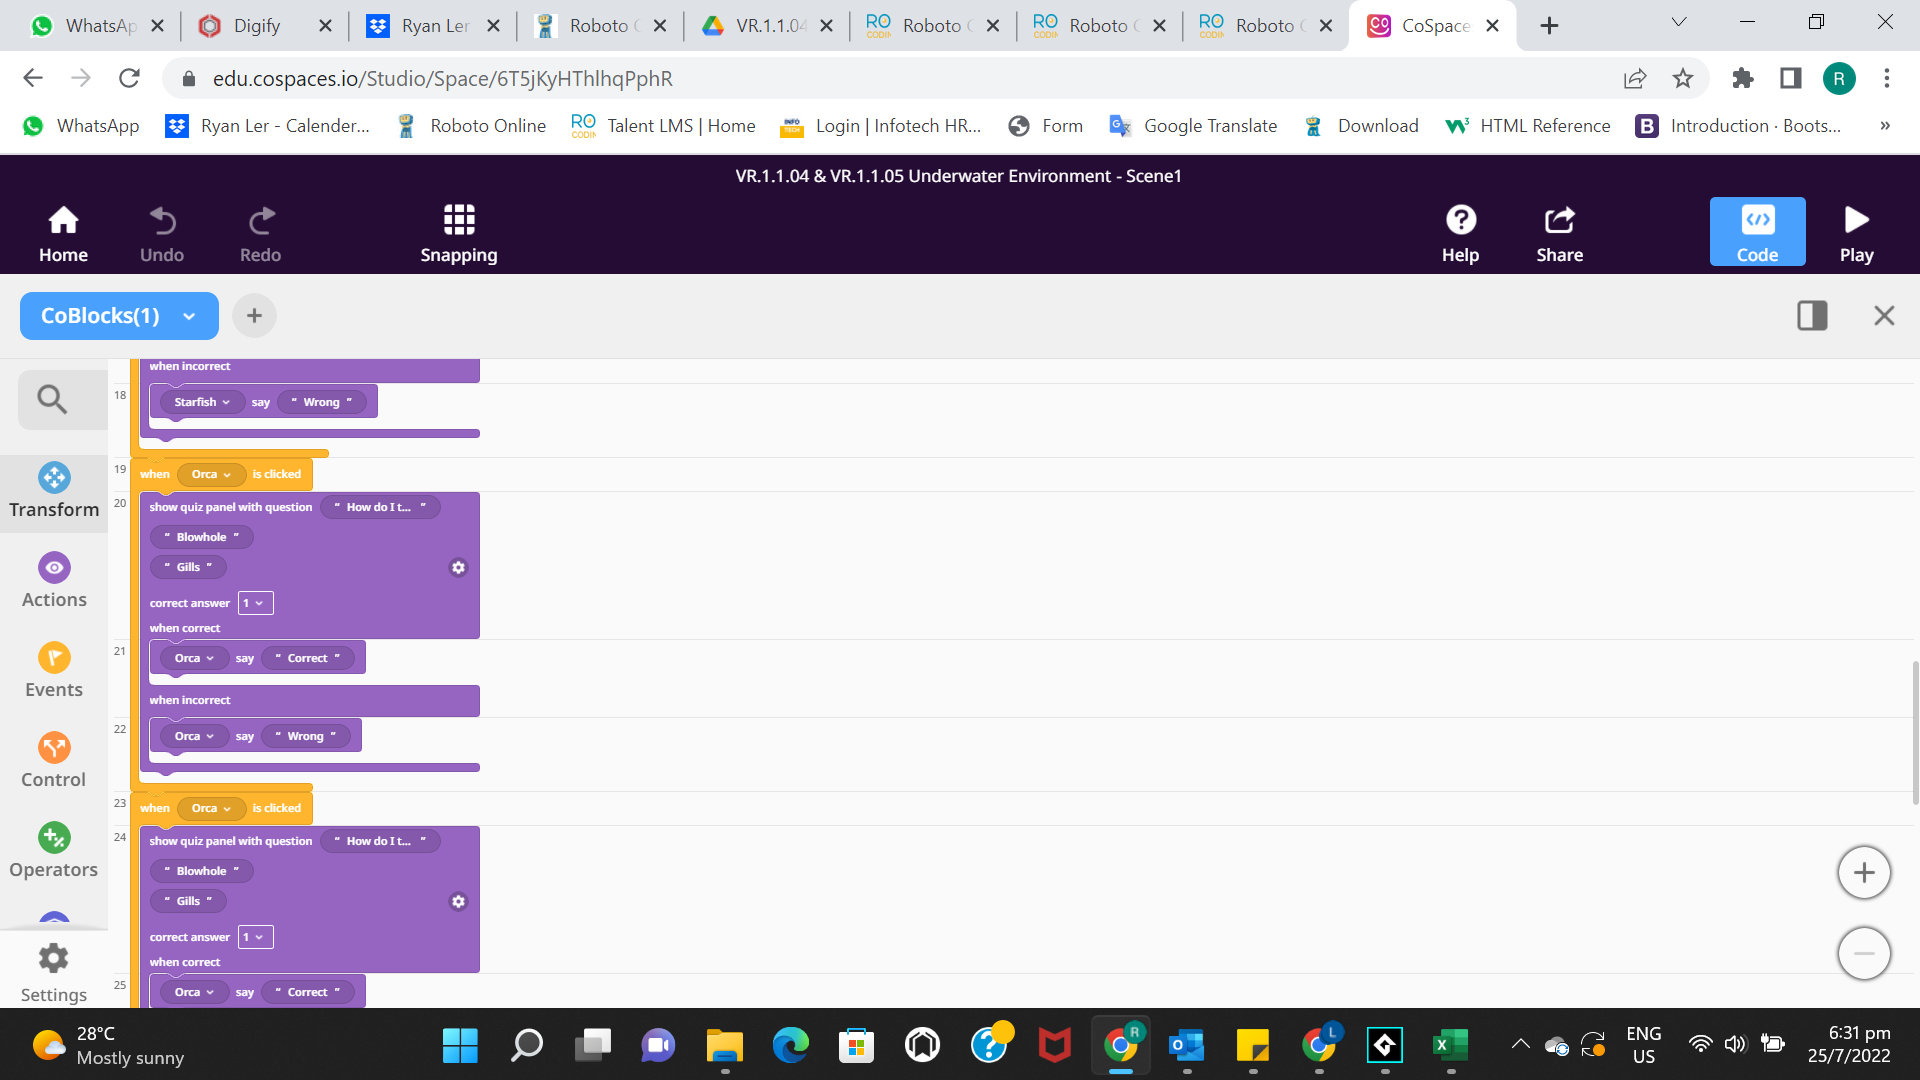 WhatsAp
Digify
Ryan Ler
Roboto
VR.1.1.04
Roboto
Roboto
Roboto
CoSpace
edu.cospaces.io/Studio/Space/6T5jKyHThlhqPphR
R
WhatsApp
Ryan Ler - Calender...
Roboto Online
Talent LMS | Home
Login | Infotech HR...
Form
Google Translate
Download
HTML Reference
Introduction · Boots...
»
VR.1.1.04 & VR.1.1.05 Underwater Environment - Scene1
Home
Undo
Redo
Snapping
Help
Share
Code
Play
CoBlocks(1)
when incorrect
18
Starfish say “ Wrong ”
19
when Orca is clicked
20
show quiz panel with question “ How do I t... ”
“ Blowhole ”
“ Gills ”
correct answer 1
when correct
21
Orca say “ Correct ”
when incorrect
22
Orca say “ Wrong ”
23
when Orca is clicked
24
show quiz panel with question “ How do I t... ”
“ Blowhole ”
“ Gills ”
correct answer 1
when correct
25
Orca say “ Correct ”
Transform
Actions
Events
Control
Operators
Settings
28°C
Mostly sunny
ENG
US
6:31 pm
25/7/2022